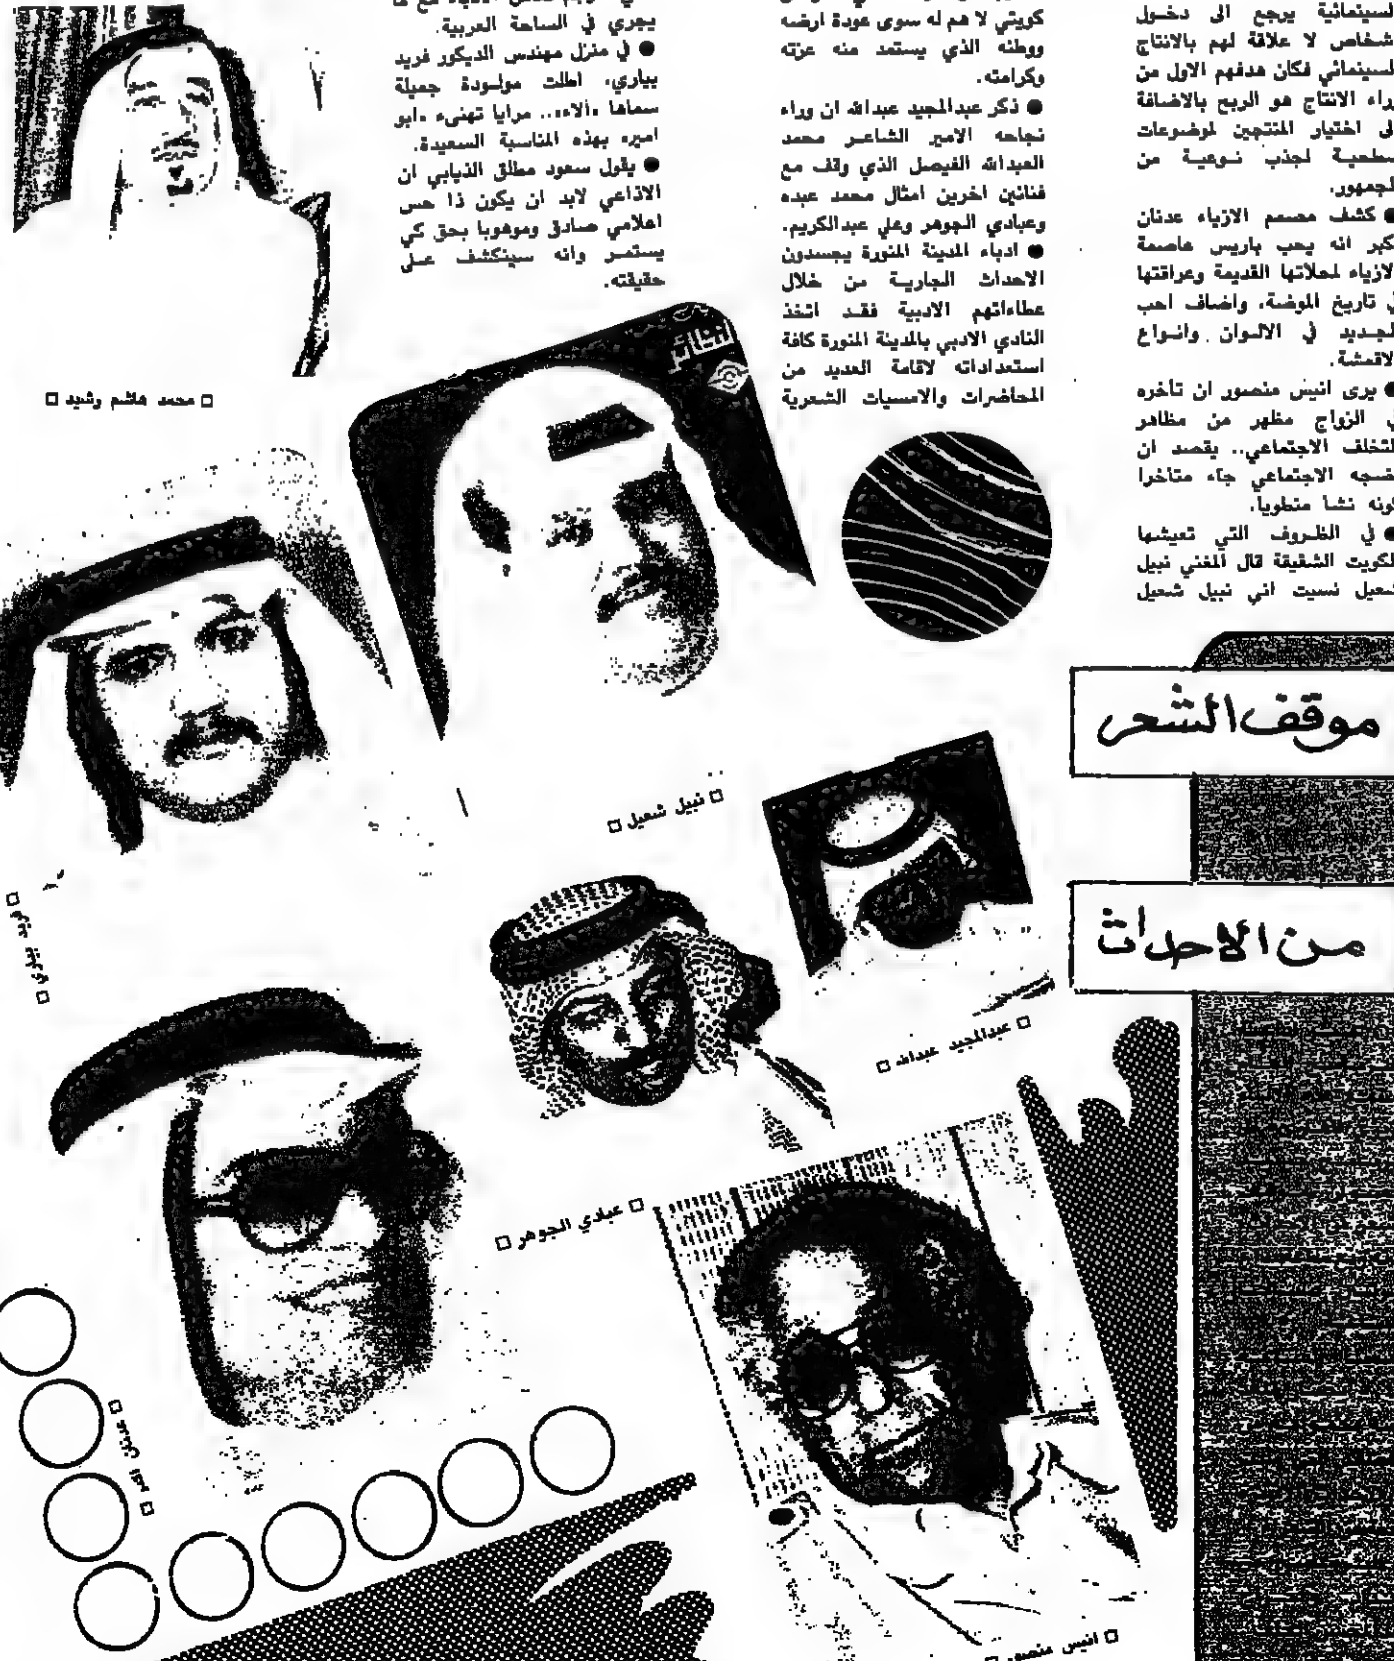 السينمائية يرجع الى دخول
اشخاص لا علاقة لهم بالانتاج
السينمائي فكان هدفهم الاول من
وراء الانتاج هو الربح بالاضافة
الى اختيار المنتجين لموضوعات
سطحية لجذب نوعية من
الجمهور.
● كشف مصمم الازياء عدنان
اكبر انه يحب باريس عاصمة
الازياء لمحلاتها القديمة وعراقتها
في تاريخ الموضة، واضاف احب
التجديد في الالوان وانواع
الاقمشة.
● يرى انيس منصور ان تأخره
في الزواج مظهر من مظاهر
التخلف الاجتماعي.. يقصد ان
نضجه الاجتماعي جاء متأخرا
كونه نشا منطويا.
● في الظروف التي تعيشها
الكويت الشقيقة قال المغني نبيل
شعيل نسيت اني نبيل شعيل
كويتي لا هم له سوى عودة ارضه
ووطنه الذي يستمد منه عزته
وكرامته.
● ذكر عبدالمجيد عبدالله ان وراء
نجاحه الامير الشاعر محمد
العبدالله الفيصل الذي وقف مع
فنانين اخرين امثال محمد عبده
وعبادي الجوهر وعلي عبدالكريم.
● ادباء المدينة المنورة يجسدون
الاحداث الجارية من خلال
عطاءاتهم الادبية فقد اتخذ
النادي الادبي بالمدينة المنورة كافة
استعداداته لاقامة العديد من
المحاضرات والامسيات الشعرية
يجري في الساحة العربية.
● في منزل مهندس الديكور فريد
بياري، اطلت مولودة جميلة
سماها «الاء».. مرايا تهنىء «ابو
امير» بهذه المناسبة السعيدة.
● يقول سعود مطلق الذيابي ان
الاذاعي لابد ان يكون ذا حس
اعلامي صادق وموهوبا بحق كي
يستمر وانه سينكشف على
حقيقته.
□ محمد هاشم رشيد □
النظائر
موقف الشعر
من الاحداث
□ نبيل شعيل □
□ فريد بياري □
□ عبدالمجيد عبدالله □
□ عبادي الجوهر □
□ انيس منصور □